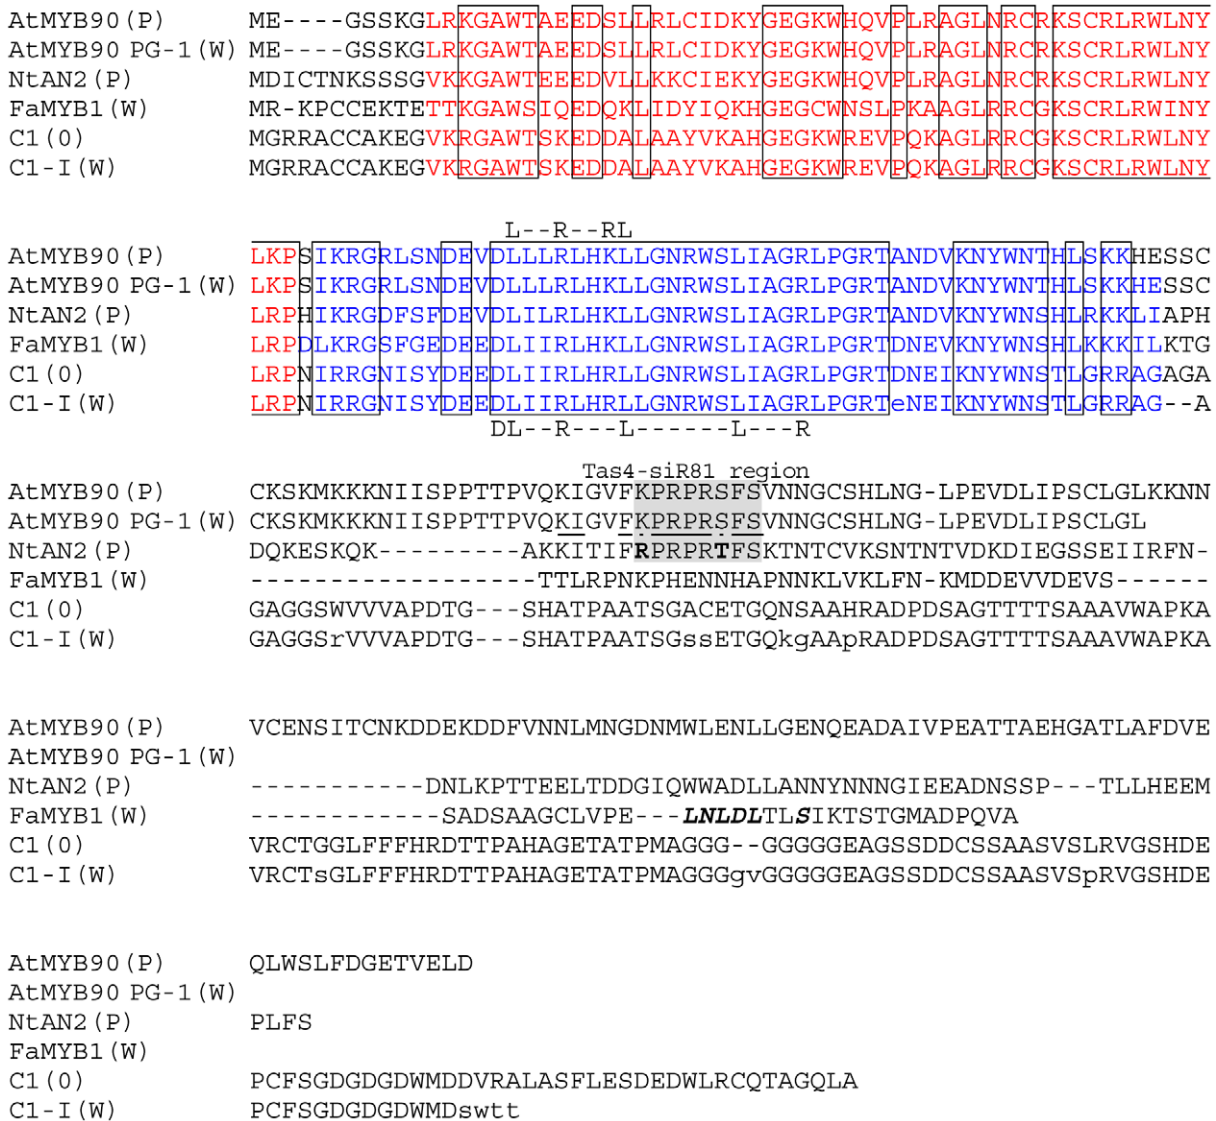 AtMYB90(P) ME----GSSKGLRKGAWTAEEDSLLRLCIDKYGEGKWHQVPLRAGLNRCRKSCRLRWLNY
AtMYB90 PG-1(W) ME----GSSKGLRKGAWTAEEDSLLRLCIDKYGEGKWHQVPLRAGLNRCRKSCRLRWLNY
NtAN2(P) MDICTNKSSSGVKKGAWTEEEDVLLKKCIEKYGEGKWHQVPLRAGLNRCRKSCRLRWLNY
FaMYB1(W) MR-KPCCEKTETTKGAWSIQEDQKLIDYIQKHGEGCWNSLPKAAGLRRCGKSCRLRWINY
C1(0) MGRRACCAKEGVKRGAWTSKEDDALAAYVKAHGEGKWREVPQKAGLRRCGKSCRLRWLNY
C1-I(W) MGRRACCAKEGVKRGAWTSKEDDALAAYVKAHGEGKWREVPQKAGLRRCGKSCRLRWLNY
L--R--RL
AtMYB90(P) LKPSIKRGRLSNDEVDLLLRLHKLLGNRWSLIAGRLPGRTANDVKNYWNTHLSKKHESSC
AtMYB90 PG-1(W) LKPSIKRGRLSNDEVDLLLRLHKLLGNRWSLIAGRLPGRTANDVKNYWNTHLSKKHESSC
NtAN2(P) LRPHIKRGDFSFDEVDLILRLHKLLGNRWSLIAGRLPGRTANDVKNYWNSHLRKKLIAPH
FaMYB1(W) LRPDLKRGSFGEDEEDLIIRLHKLLGNRWSLIAGRLPGRTDNEVKNYWNSHLKKKILKTG
C1(0) LRPNIRRGNISYDEEDLIIRLHRLLGNRWSLIAGRLPGRTDNEIKNYWNSTLGRRAGAGA
C1-I(W) LRPNIRRGNISYDEEDLIIRLHRLLGNRWSLIAGRLPGRTeNEIKNYWNSTLGRRAG--A
DL--R---L------L---R
Tas4-siR81 region
AtMYB90(P) CKSKMKKKNIISPPTTPVQKIGVFKPRPRSFSVNNGCSHLNG-LPEVDLIPSCLGLKKNN
AtMYB90 PG-1(W) CKSKMKKKNIISPPTTPVQKIGVFKPRPRSFSVNNGCSHLNG-LPEVDLIPSCLGL
NtAN2(P) DQKESKQK---------AKKITIFRPRPRTFSKTNTCVKSNTNTVDKDIEGSSEIIRFN-
FaMYB1(W) ------------------TTLRPNKPHENNHAPNNKLVKLFN-KMDDEVVDEVS------
C1(0) GAGGSWVVVAPDTG---SHATPAATSGACETGQNSAAHRADPDSAGTTTTSAAAVWAPKA
C1-I(W) GAGGSrVVVAPDTG---SHATPAATSGssETGQkgAApRADPDSAGTTTTSAAAVWAPKA
AtMYB90(P) VCENSITCNKDDEKDDFVNNLMNGDNMWLENLLGENQEADAIVPEATTAEHGATLAFDVE
AtMYB90 PG-1(W)
NtAN2(P) -----------DNLKPTTEELTDDGIQWWADLLANNYNNNGIEEADNSSP---TLLHEEM
FaMYB1(W) ------------SADSAAGCLVPE---LNLDLTLSIKTSTGMADPQVA
C1(0) VRCTGGLFFFHRDTTPAHAGETATPMAGGG--GGGGGEAGSSDDCSSAASVSLRVGSHDE
C1-I(W) VRCTsGLFFFHRDTTPAHAGETATPMAGGGgvGGGGGEAGSSDDCSSAASVSpRVGSHDE
AtMYB90(P) QLWSLFDGETVELD
AtMYB90 PG-1(W)
NtAN2(P) PLFS
FaMYB1(W)
C1(0) PCFSGDGDGDWMDDVRALASFLESDEDWLRCQTAGQLA
C1-I(W) PCFSGDGDGDWMDswtt